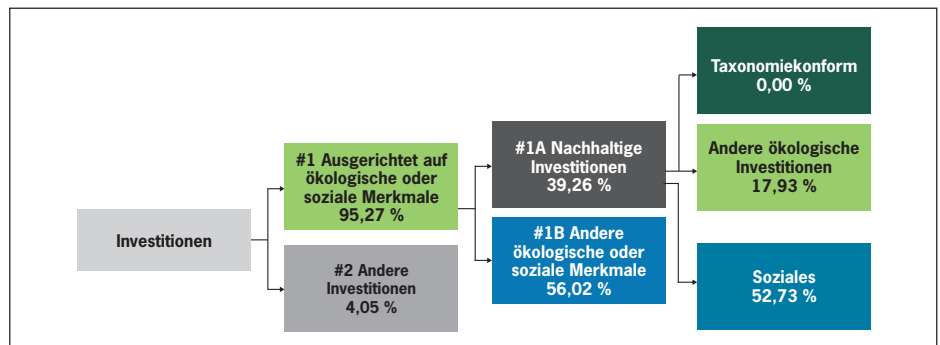 Investitionen
#1 Ausgerichtet auf
ökologische oder
soziale Merkmale
95,27 %
#2 Andere
Investitionen
4,05 %
#1A Nachhaltige
Investitionen
39,26 %
#1B Andere
ökologische oder
soziale Merkmale
56,02 %
Taxonomiekonform
0,00 %
Andere ökologische
Investitionen
17,93 %
Soziales
52,73 %